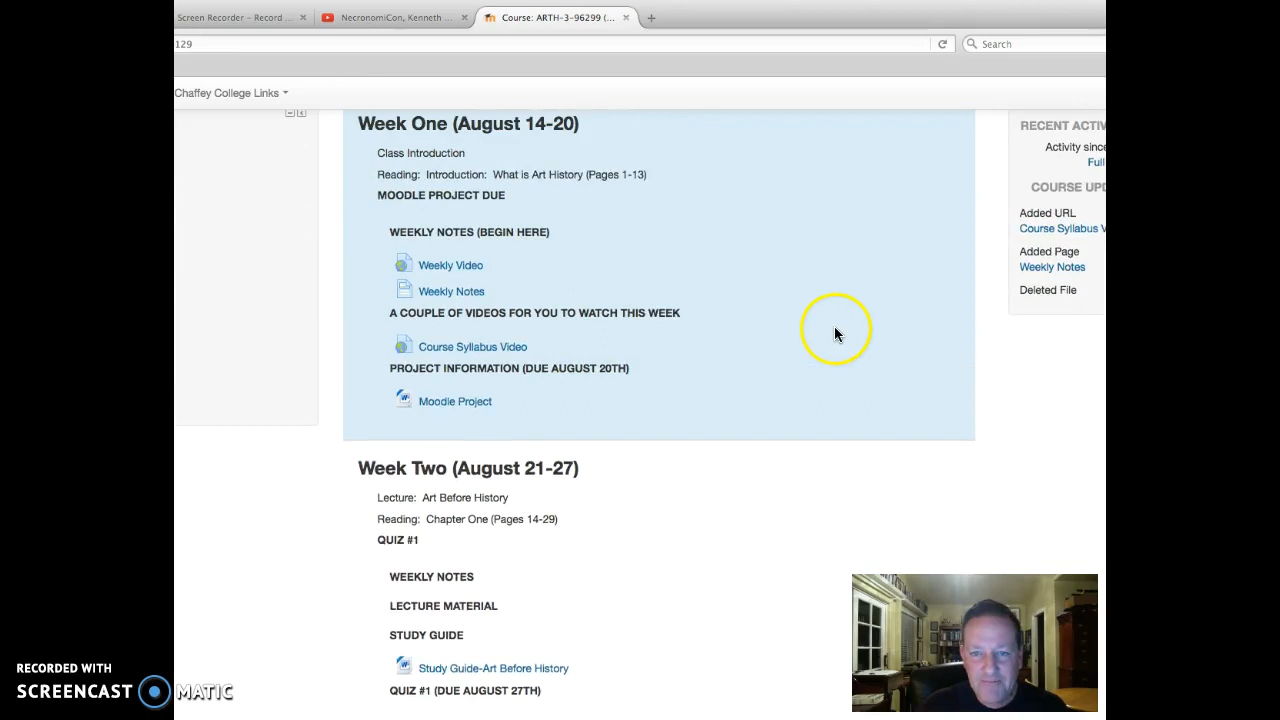 Screen Recorder – Record ...
NecronomiCon, Kenneth ...
Course: ARTH-3-96299 (...
129
Search
Chaffey College Links
Week One (August 14-20)
Class Introduction
Reading: Introduction: What is Art History (Pages 1-13)
MOODLE PROJECT DUE
WEEKLY NOTES (BEGIN HERE)
Weekly Video
Weekly Notes
A COUPLE OF VIDEOS FOR YOU TO WATCH THIS WEEK
Course Syllabus Video
PROJECT INFORMATION (DUE AUGUST 20TH)
Moodle Project
Week Two (August 21-27)
Lecture: Art Before History
Reading: Chapter One (Pages 14-29)
QUIZ #1
WEEKLY NOTES
LECTURE MATERIAL
STUDY GUIDE
Study Guide-Art Before History
QUIZ #1 (DUE AUGUST 27TH)
RECENT ACTIV
Activity since
Full
COURSE UPD
Added URL
Course Syllabus V
Added Page
Weekly Notes
Deleted File
RECORDED WITH
SCREENCAST MATIC